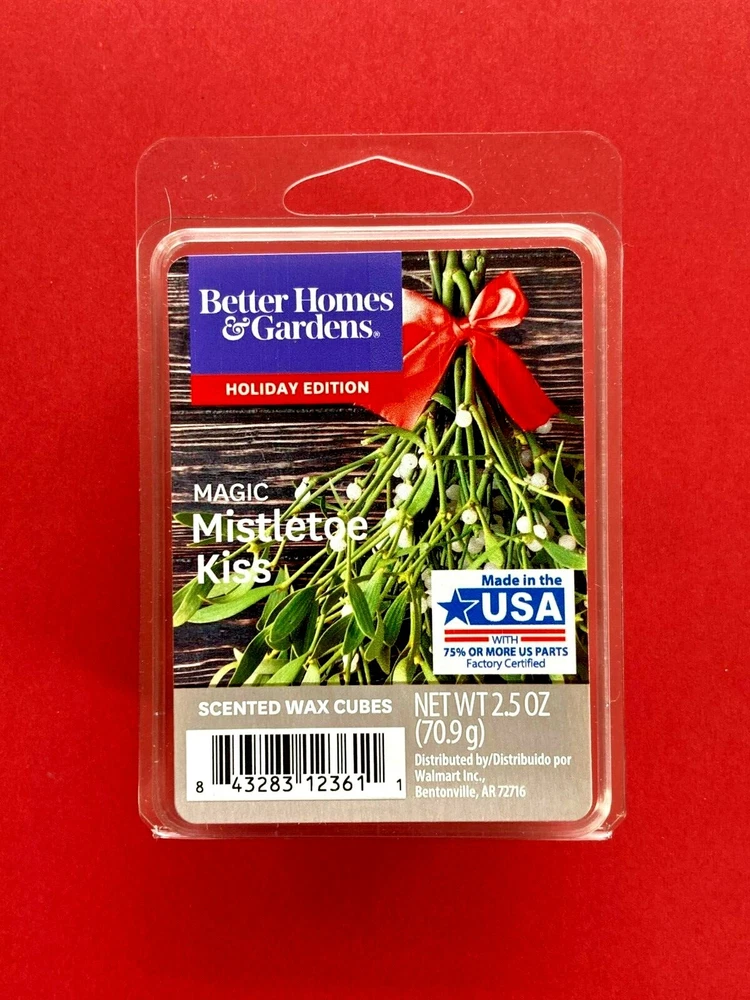 Better Homes
& Gardens®
HOLIDAY EDITION
MAGIC
Mistletoe
Kiss
Made in the
USA
WITH
75% OR MORE US PARTS
Factory Certified
SCENTED WAX CUBES
NET WT 2.5 OZ
(70.9 g)
Distributed by/Distribuido por
Walmart Inc.,
Bentonville, AR 72716
8 43283 12361 1